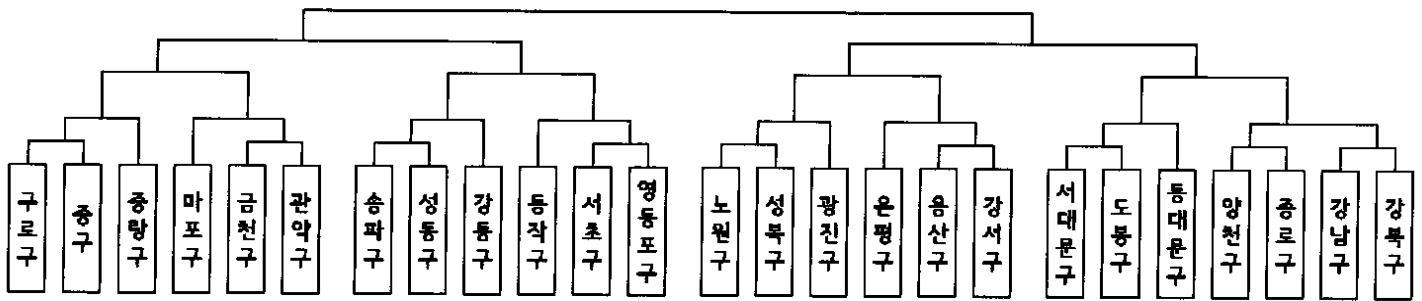 구로구
중구
중랑구
마포구
금천구
관악구
송파구
성동구
강동구
동작구
서초구
영등포구
노원구
성북구
광진구
은평구
용산구
강서구
서대문구
도봉구
동대문구
양천구
종로구
강남구
강북구